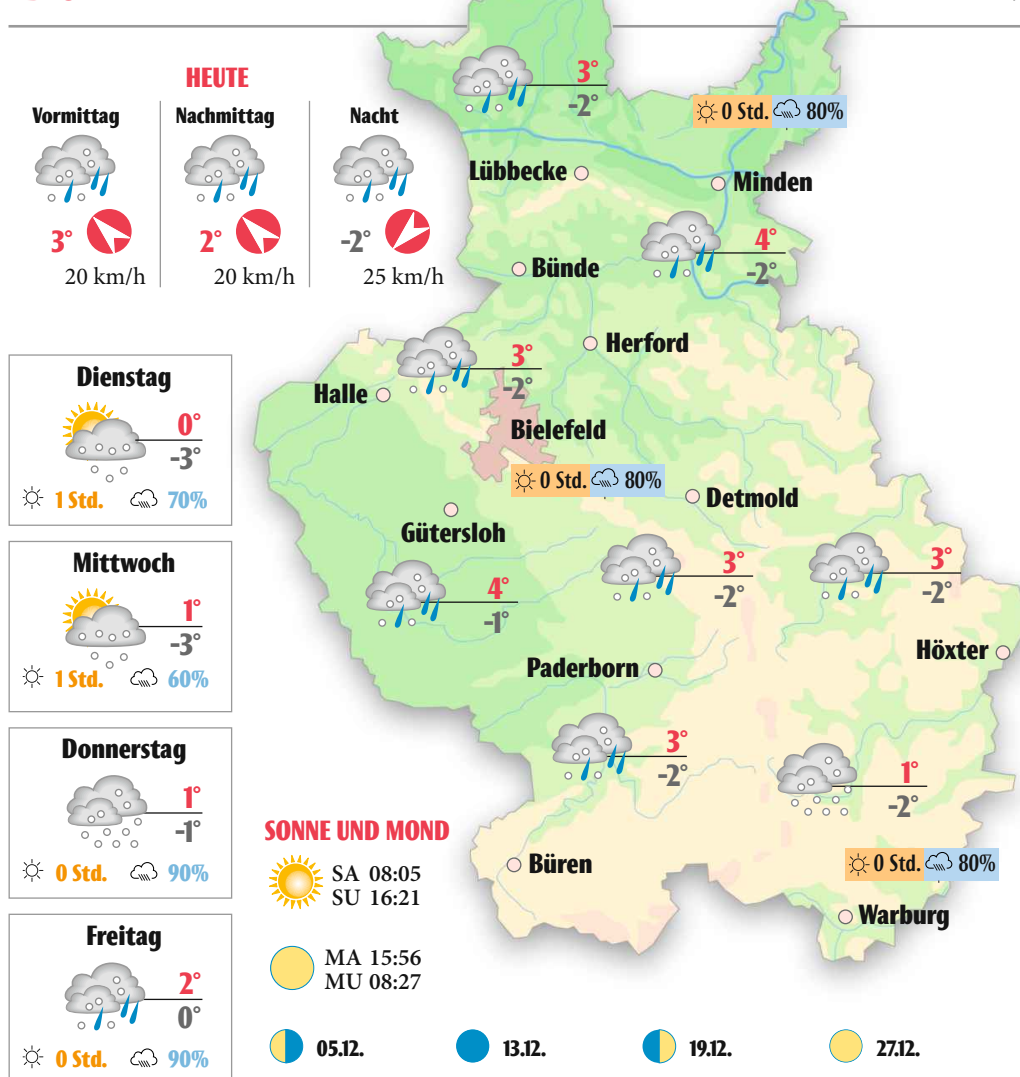 HEUTE
Vormittag
Nachmittag
Nacht
3°
2°
-2°
20 km/h
20 km/h
25 km/h
Dienstag
0°
-3°
1 Std.
70%
Mittwoch
1°
-3°
1 Std.
60%
Donnerstag
1°
-1°
0 Std.
90%
Freitag
2°
0°
0 Std.
90%
3°
-2°
0 Std. 80%
Lübbecke
Minden
4°
-2°
Bünde
Herford
3°
-2°
Halle
Bielefeld
0 Std. 80%
Detmold
Gütersloh
4°
-1°
3°
-2°
3°
-2°
Höxter
Paderborn
3°
-2°
1°
-2°
Büren
0 Std. 80%
Warburg
SONNE UND MOND
SA 08:05
SU 16:21
MA 15:56
MU 08:27
05.12.
13.12.
19.12.
27.12.